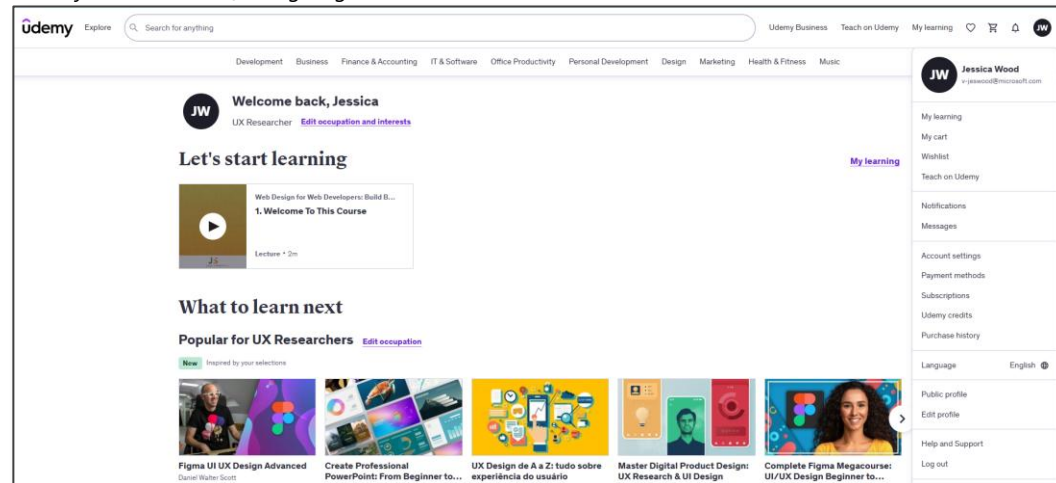 ûdemy
Explore
Search for anything
Udemy Business
Teach on Udemy
My learning
JW
Development
Business
Finance & Accounting
IT & Software
Office Productivity
Personal Development
Design
Marketing
Health & Fitness
Music
JW
Welcome back, Jessica
UX Researcher
Edit occupation and interests
Let's start learning
My learning
Web Design for Web Developers: Build B...
1. Welcome To This Course
Lecture • 2m
What to learn next
Popular for UX Researchers
Edit occupation
New
Inspired by your selections
Figma UI UX Design Advanced
Daniel Walter Scott
Create Professional
PowerPoint: From Beginner to...
UX Design de A a Z: tudo sobre
experiência do usuário
Master Digital Product Design:
UX Research & UI Design
Complete Figma Megacourse:
UI/UX Design Beginner to...
JW
Jessica Wood
v-jeswood@microsoft.com
My learning
My cart
Wishlist
Teach on Udemy
Notifications
Messages
Account settings
Payment methods
Subscriptions
Udemy credits
Purchase history
Language
English
Public profile
Edit profile
Help and Support
Log out